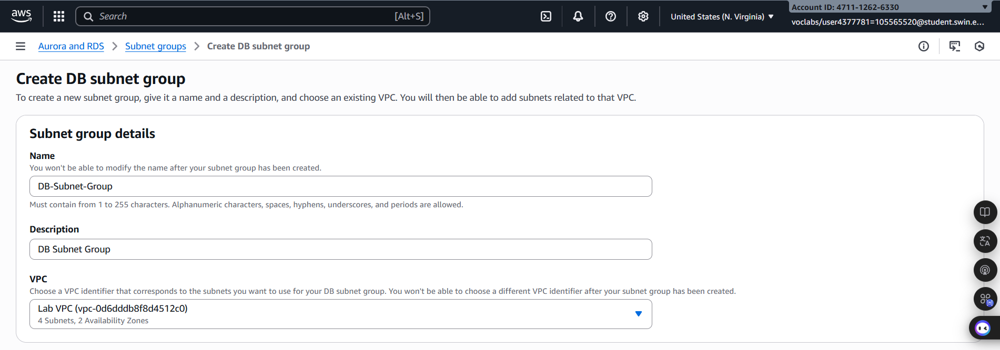 aws
Search [Alt+S]
United States (N. Virginia)
Account ID: 4711-1262-6330
voclabs/user4377781=105565520@student.swin.e...
Aurora and RDS > Subnet groups > Create DB subnet group
Create DB subnet group
To create a new subnet group, give it a name and a description, and choose an existing VPC. You will then be able to add subnets related to that VPC.
Subnet group details
Name
You won't be able to modify the name after your subnet group has been created.
DB-Subnet-Group
Must contain from 1 to 255 characters. Alphanumeric characters, spaces, hyphens, underscores, and periods are allowed.
Description
DB Subnet Group
VPC
Choose a VPC identifier that corresponds to the subnets you want to use for your DB subnet group. You won't be able to choose a different VPC identifier after your subnet group has been created.
Lab VPC (vpc-0d6dddb8f8d4512c0)
4 Subnets, 2 Availability Zones